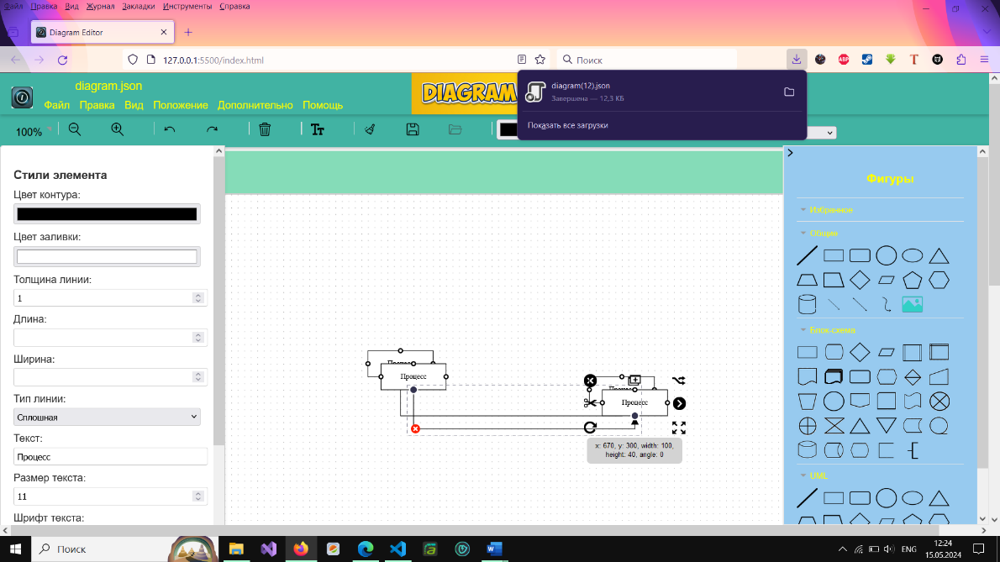 Файл Правка Вид Журнал Закладки Инструменты Справка
Diagram Editor
127.0.0.1:5500/index.html
Поиск
ABP
T
diagram(12).json
Завершена — 12,3 КБ
Показать все загрузки
diagram.json
Файл Правка Вид Положение Дополнительно Помощь
DIAGRAM
100%
Стили элемента
Цвет контура:
Цвет заливки:
Толщина линии:
1
Длина:
Ширина:
Тип линии:
Сплошная
Текст:
Процесс
Размер текста:
11
Шрифт текста:
Процесс
Процесс
x: 670, y: 300, width: 100,
height: 40, angle: 0
Фигуры
Избранное
Общие
Блок-схема
UML
Поиск
ENG
12:24
15.05.2024